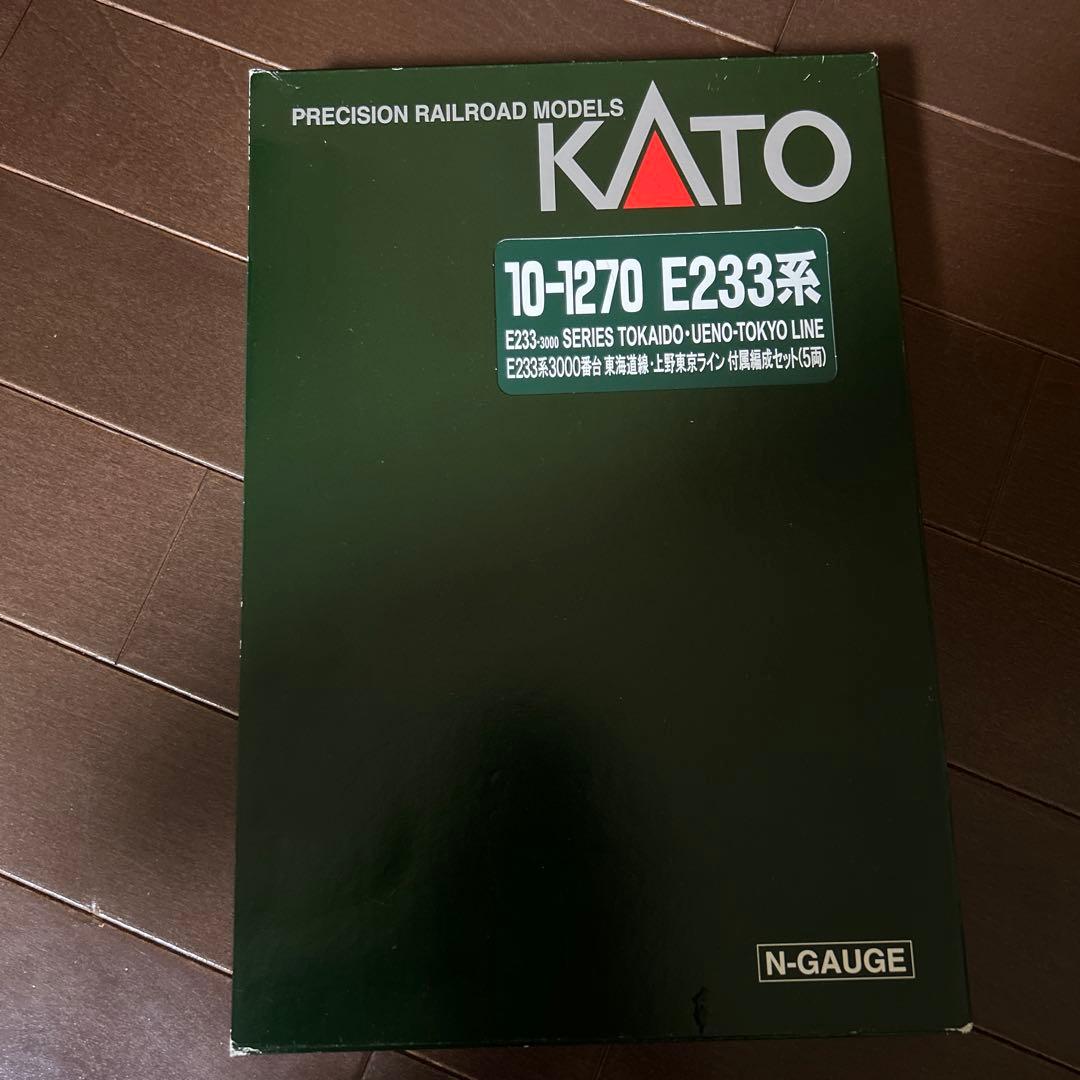 PRECISION RAILROAD MODELS
KATO
10-1270 E233系
E233-3000 SERIES TOKAIDO・UENO-TOKYO LINE
E233系3000番台 東海道線・上野東京ライン 付属編成セット(5両)
N-GAUGE